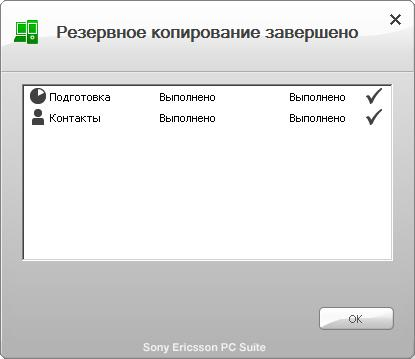 Резервное копирование завершено
Подготовка Выполнено Выполнено
Контакты Выполнено Выполнено
OK
Sony Ericsson PC Suite